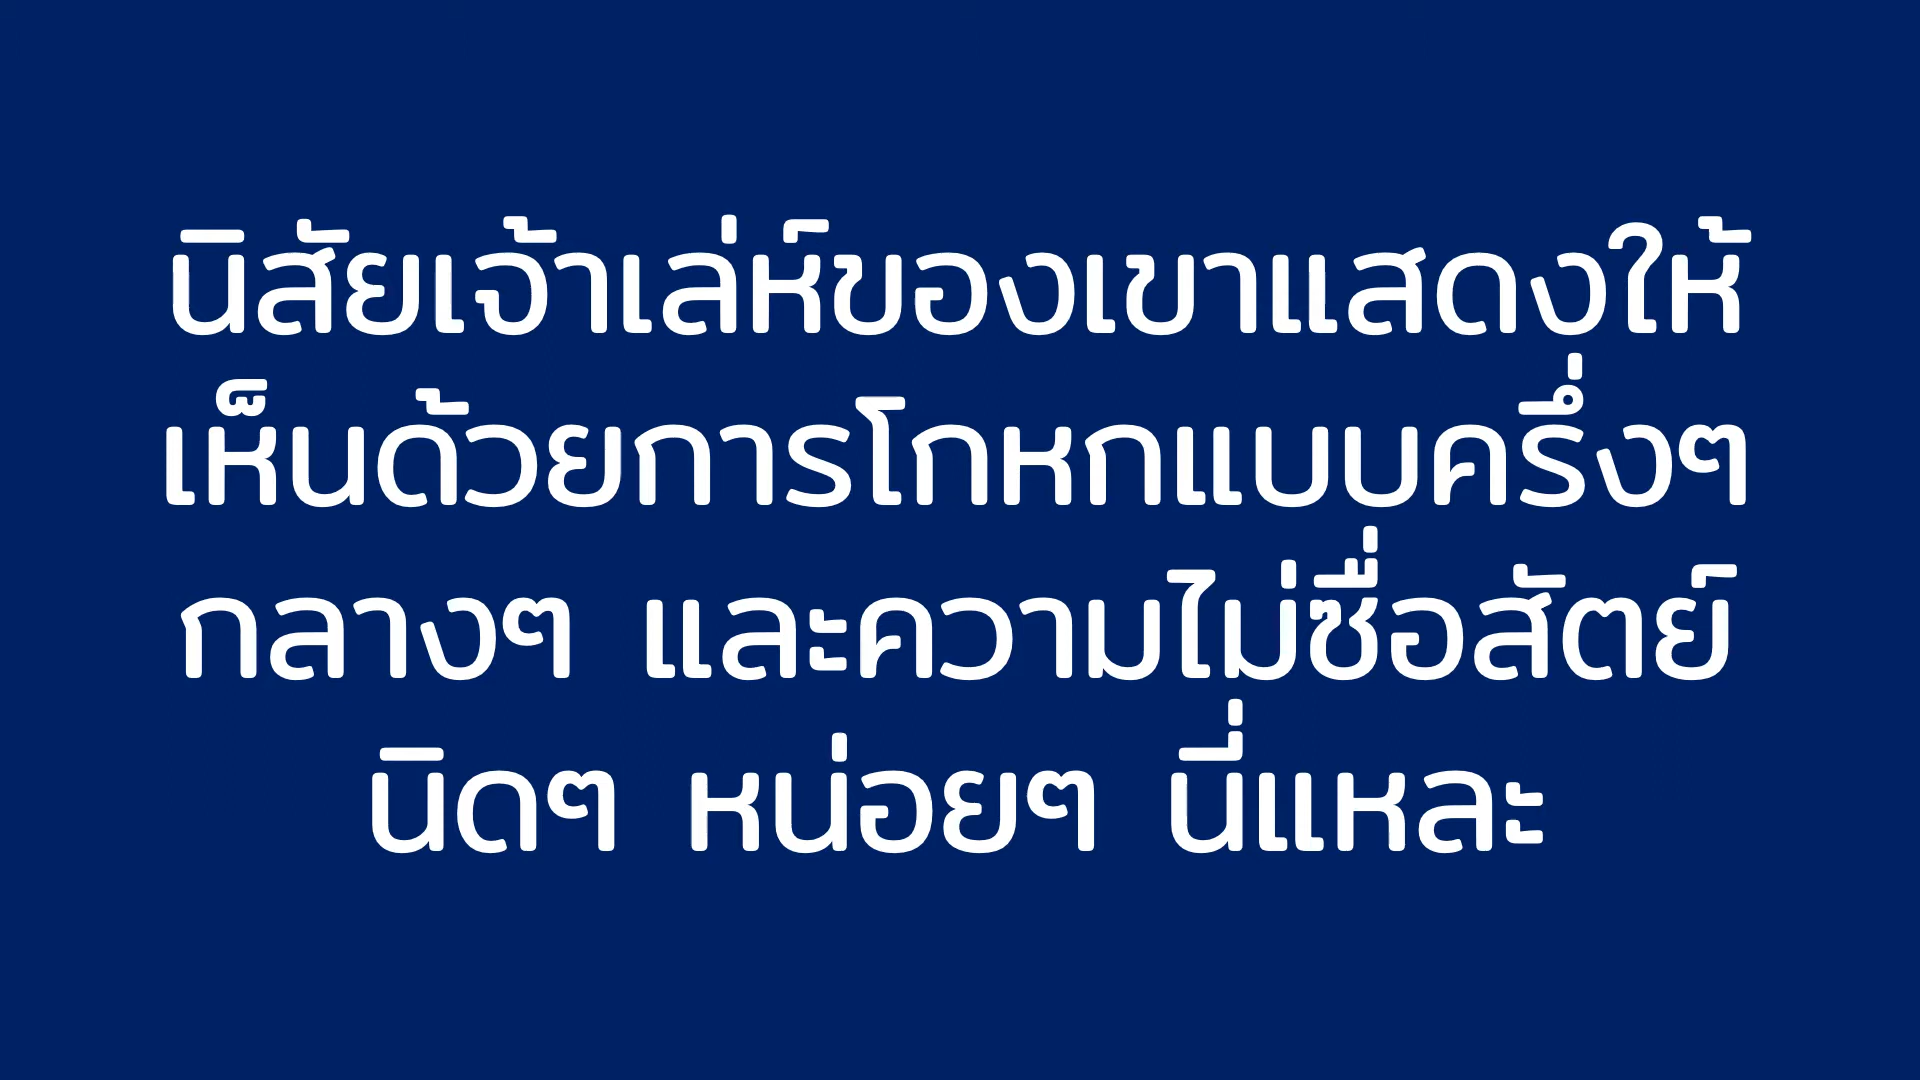 นิสัยเจ้าเล่ห์ของเขาแสดงให้
เห็นด้วยการโกหกแบบครึ่งๆ
กลางๆ และความไม่ซื่อสัตย์
นิดๆ หน่อยๆ นี่แหละ